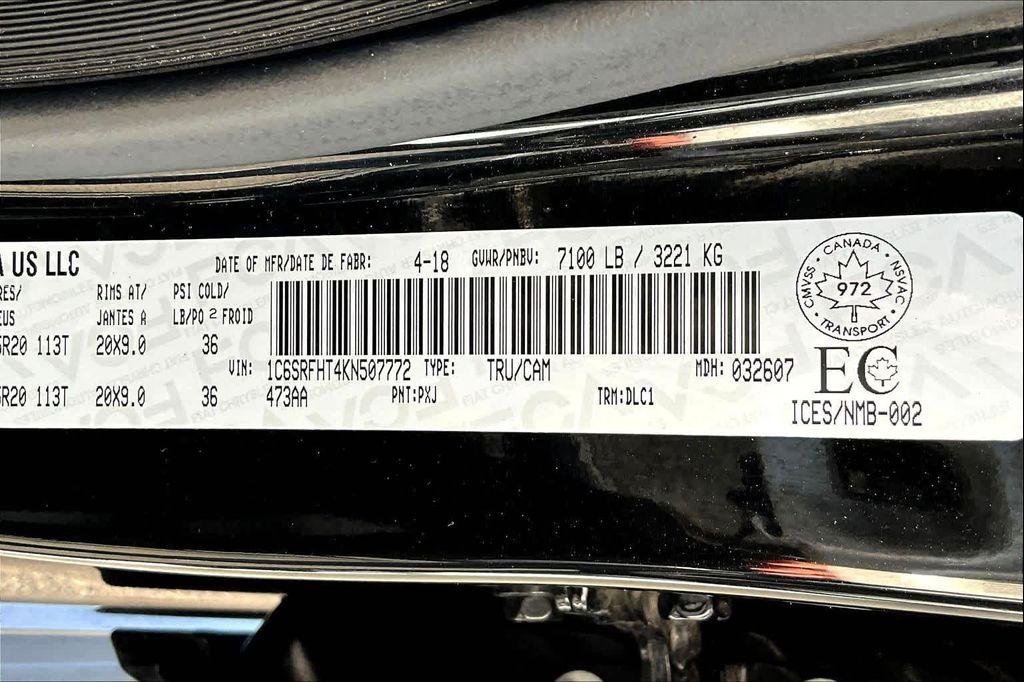 A US LLC
DATE OF MFR/DATE DE FABR: 4-18 GVWR/PNBV: 7100 LB / 3221 KG
RES/ RIMS AT/ PSI COLD/
EUS JANTES A LB/PO 2 FROID
5R20 113T 20X9.0 36
VIN: 1C6SRFHT4KN507772 TYPE: TRU/CAM MDH: 032607
5R20 113T 20X9.0 36 473AA PNT:PXJ TRM:DLC1
CANADA
CMVSS · NSVAC
972
TRANSPORT
EC
ICES/NMB-002